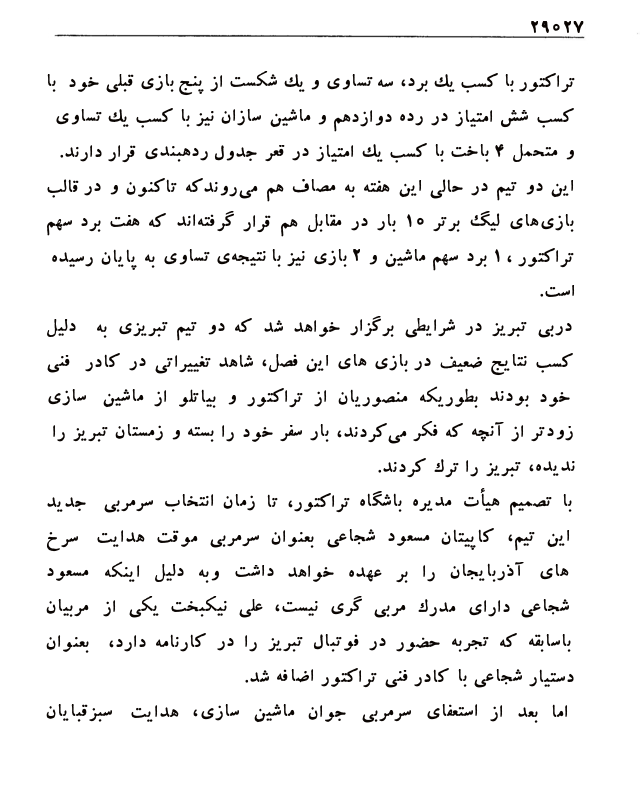 ۲۹۰۲۷
تراکتور با کسب یك برد، سه تساوی و یك شکست از پنج بازی قبلی خود با
کسب شش امتیاز در رده دوازدهم و ماشین سازان نیز با کسب یك تساوی
و متحمل ۴ باخت با کسب یك امتیاز در قعر جدول ردهبندی قرار دارند.
این دو تیم در حالی این هفته به مصاف هم می‌روندکه تاکنون و در قالب
بازی‌های لیگ برتر ۱۰ بار در مقابل هم قرار گرفته‌اند که هفت برد سهم
تراکتور ، ۱ برد سهم ماشین و ۲ بازی نیز با نتیجه‌ی تساوی به پایان رسیده
است.
دربی تبریز در شرایطی برگزار خواهد شد که دو تیم تبریزی به دلیل
کسب نتایج ضعیف در بازی های این فصل، شاهد تغییراتی در کادر فنی
خود بودند بطوریکه منصوریان از تراکتور و بیاتلو از ماشین سازی
زودتر از آنچه که فکر می‌کردند، بار سفر خود را بسته و زمستان تبریز را
ندیده، تبریز را ترك کردند.
با تصمیم هیأت مدیره باشگاه تراکتور، تا زمان انتخاب سرمربی جدید
این تیم، کاپیتان مسعود شجاعی بعنوان سرمربی موقت هدایت سرخ
های آذربایجان را بر عهده خواهد داشت وبه دلیل اینکه مسعود
شجاعی دارای مدرك مربی گری نیست، علی نیکبخت یکی از مربیان
باسابقه که تجربه حضور در فوتبال تبریز را در کارنامه دارد، بعنوان
دستیار شجاعی با کادر فنی تراکتور اضافه شد.
اما بعد از استعفای سرمربی جوان ماشین سازی، هدایت سبزقبایان